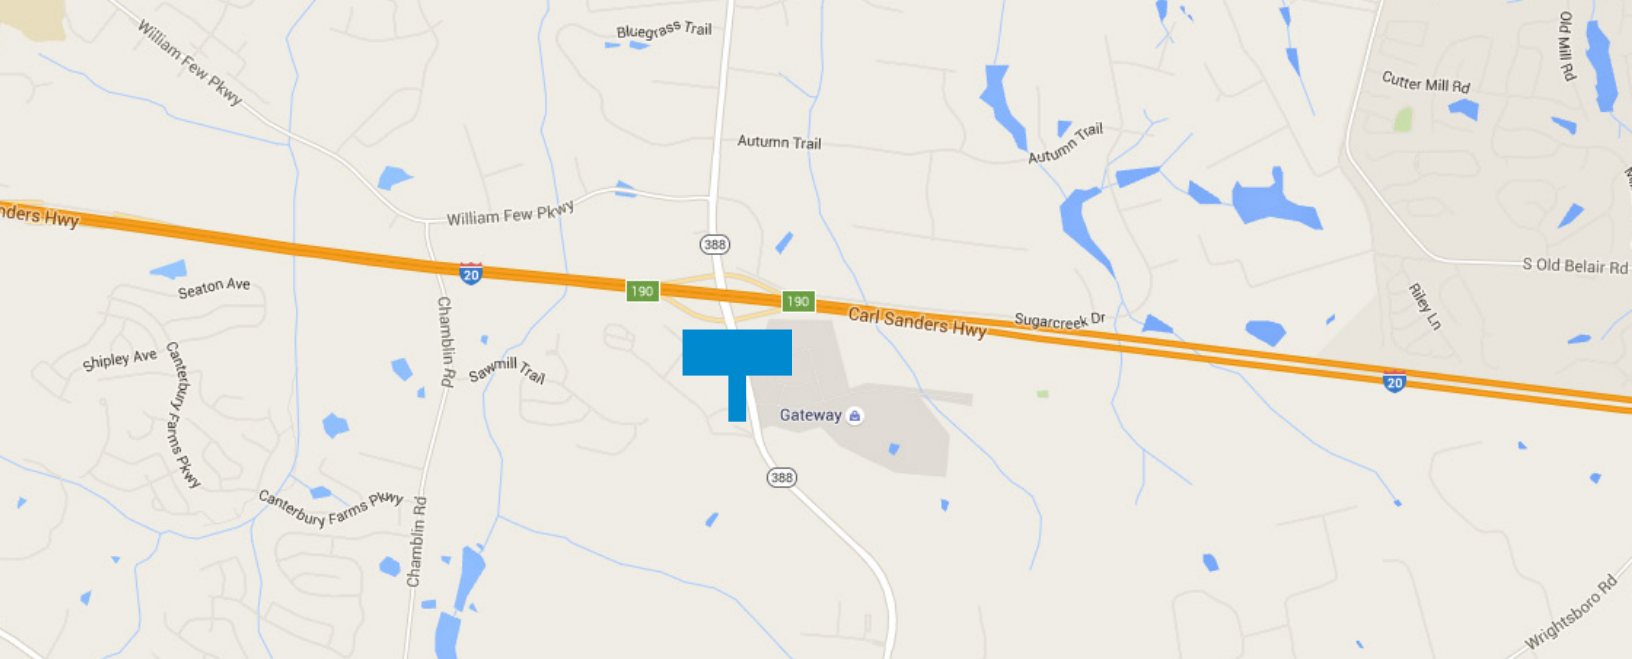 William Few Pkwy
Bluegrass Trail
Old Mill Rd
Cutter Mill Rd
Autumn Trail
Autumn Trail
nders Hwy
William Few Pkwy
388
S Old Belair Rd
20
Seaton Ave
190
190
Carl Sanders Hwy
Sugarcreek Dr
Riley Ln
Chamblin Rd
Shipley Ave
Canterbury Farms Pkwy
Sawmill Trail
20
Gateway
388
Canterbury Farms Pkwy
Chamblin Rd
Wrightsboro Rd